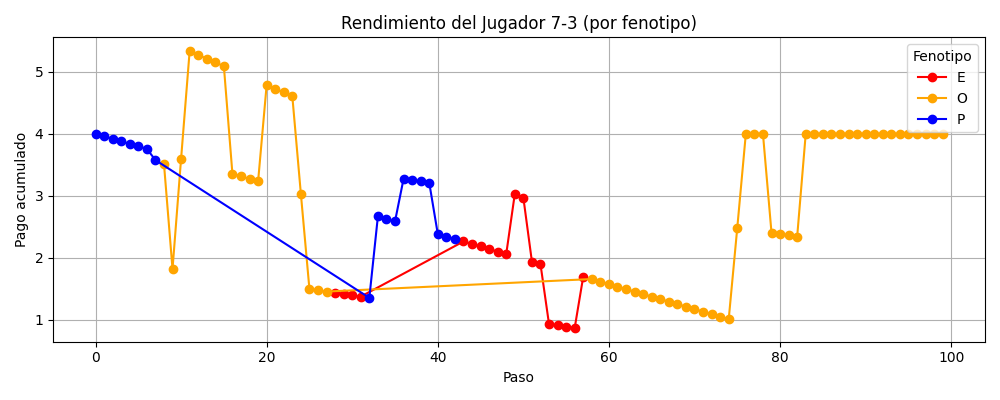 Rendimiento del Jugador 7-3 (por fenotipo)
Pago acumulado
5
4
3
2
1
Fenotipo
E
O
P
0
20
40
60
80
100
Paso